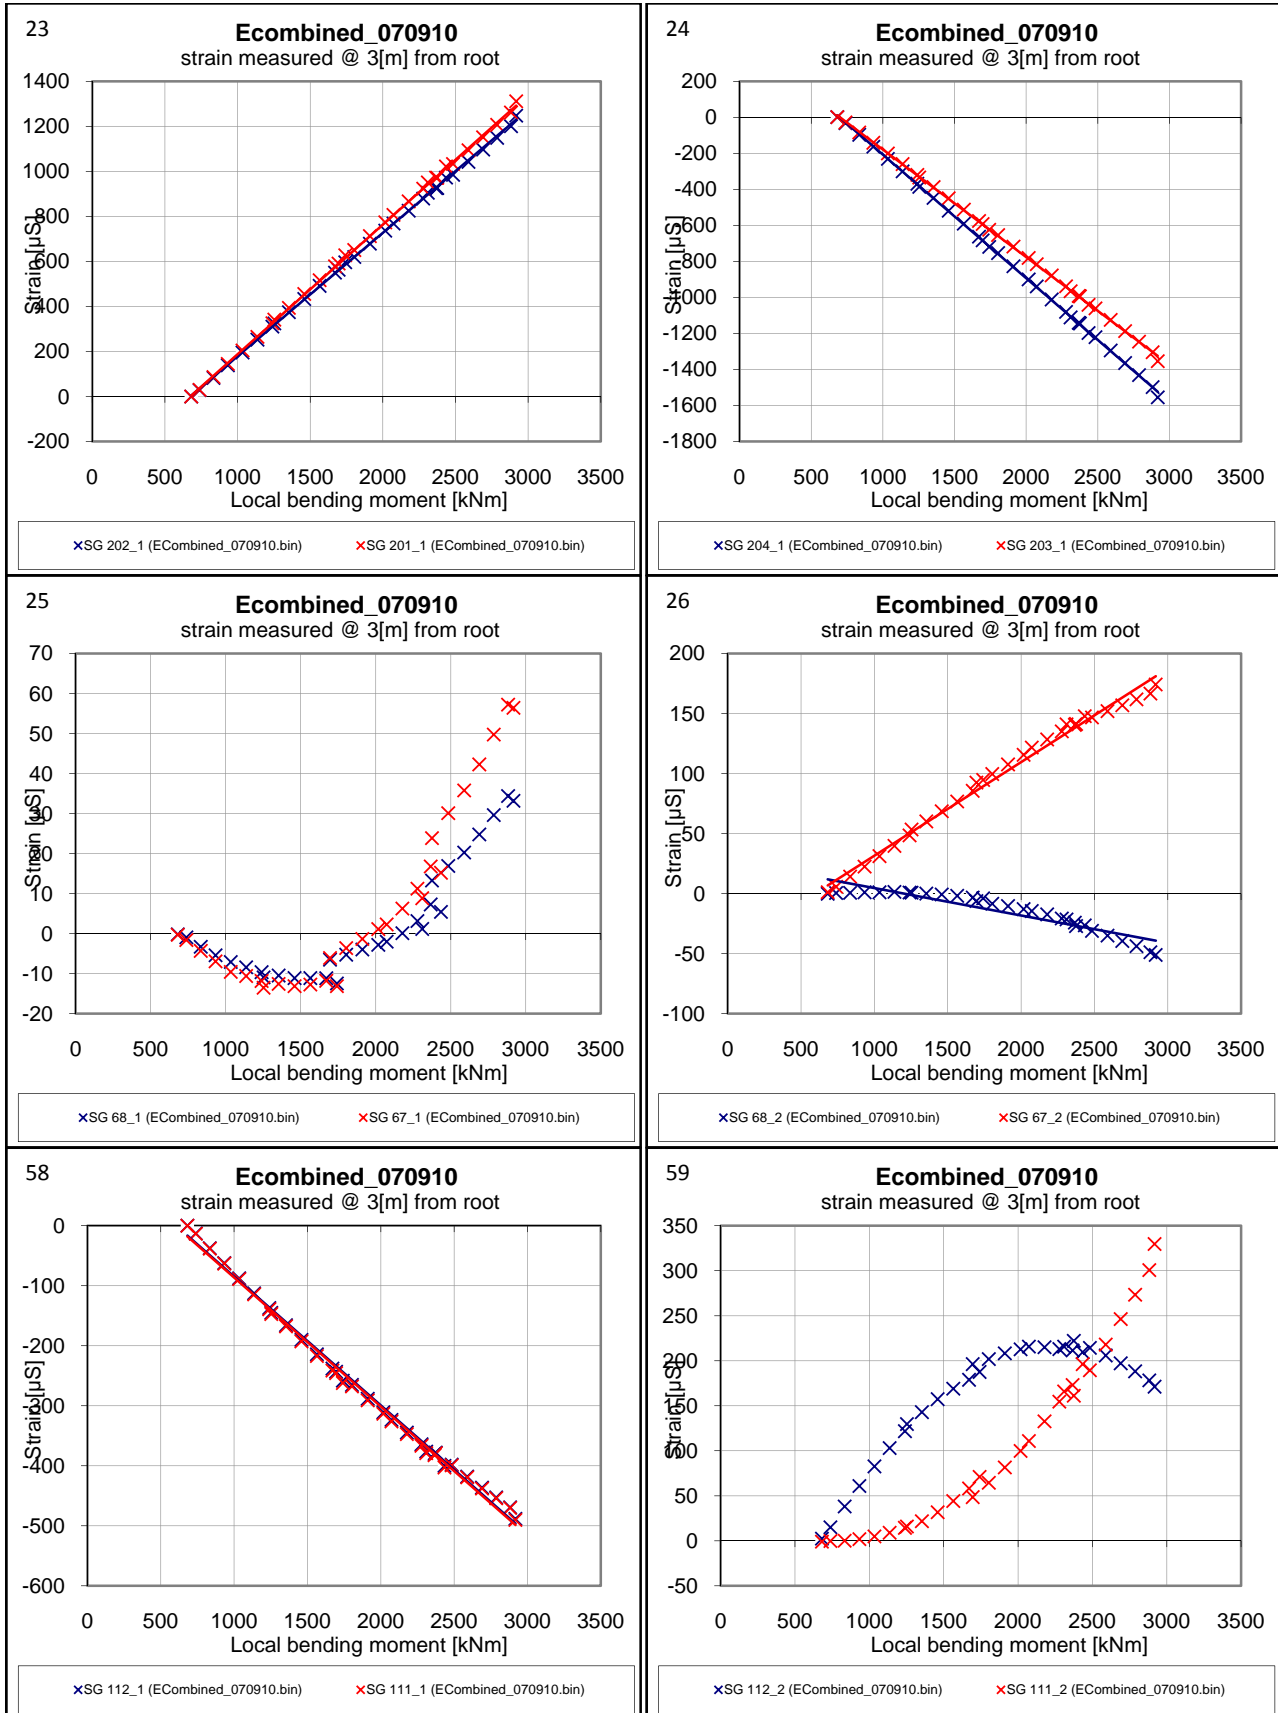 23
Ecombined_070910
strain measured @ 3[m] from root
1400
1200
1000
800
600
400
200
0
-200
Strain [µS]
0 500 1000 1500 2000 2500 3000 3500
Local bending moment [kNm]
SG 202_1 (ECombined_070910.bin) SG 201_1 (ECombined_070910.bin)
24
Ecombined_070910
strain measured @ 3[m] from root
200
0
-200
-400
-600
-800
-1000
-1200
-1400
-1600
-1800
Strain [µS]
0 500 1000 1500 2000 2500 3000 3500
Local bending moment [kNm]
SG 204_1 (ECombined_070910.bin) SG 203_1 (ECombined_070910.bin)
25
Ecombined_070910
strain measured @ 3[m] from root
70
60
50
40
30
20
10
0
-10
-20
Strain [µS]
0 500 1000 1500 2000 2500 3000 3500
Local bending moment [kNm]
SG 68_1 (ECombined_070910.bin) SG 67_1 (ECombined_070910.bin)
26
Ecombined_070910
strain measured @ 3[m] from root
200
150
100
50
0
-50
-100
Strain [µS]
0 500 1000 1500 2000 2500 3000 3500
Local bending moment [kNm]
SG 68_2 (ECombined_070910.bin) SG 67_2 (ECombined_070910.bin)
58
Ecombined_070910
strain measured @ 3[m] from root
0
-100
-200
-300
-400
-500
-600
Strain [µS]
0 500 1000 1500 2000 2500 3000 3500
Local bending moment [kNm]
SG 112_1 (ECombined_070910.bin) SG 111_1 (ECombined_070910.bin)
59
Ecombined_070910
strain measured @ 3[m] from root
350
300
250
200
150
100
50
0
-50
Strain [µS]
0 500 1000 1500 2000 2500 3000 3500
Local bending moment [kNm]
SG 112_2 (ECombined_070910.bin) SG 111_2 (ECombined_070910.bin)